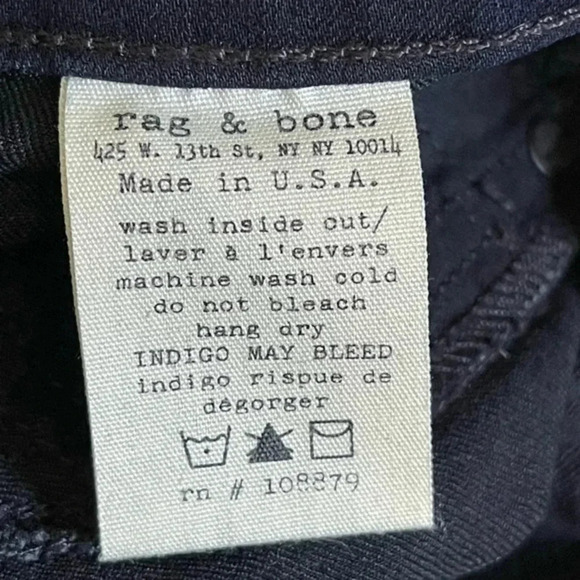 rag & bone
425 W. 13th St, NY NY 10014
Made in U.S.A.
wash inside out/
laver à l'envers
machine wash cold
do not bleach
hang dry
INDIGO MAY BLEED
indigo rispue de
dégorger
rn # 108879